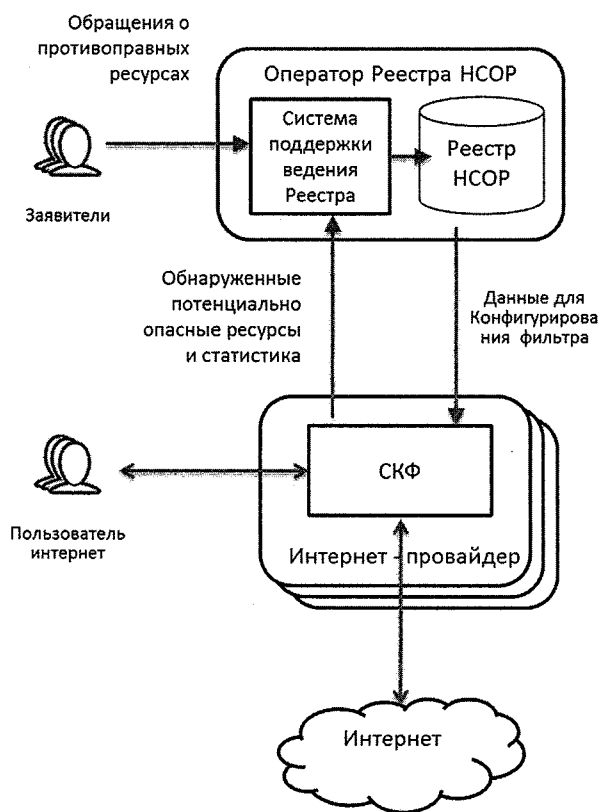 Обращения о
противоправных
ресурсах
Оператор Реестра НСОР
Система
поддержки
ведения
Реестра
Реестр
НСОР
Заявители
Обнаруженные
потенциально
опасные ресурсы
и статистика
Данные для
Конфигурирова
ния фильтра
СКФ
Пользователь
интернет
Интернет - провайдер
Интернет